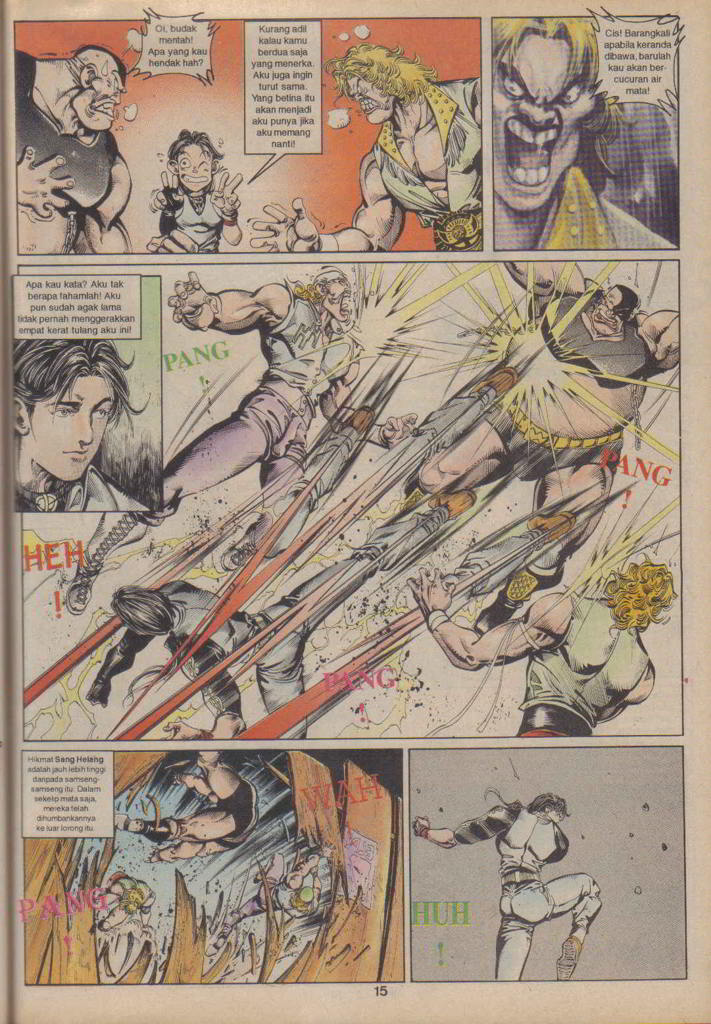 Oi, budak
mentah!
Apa yang kau
hendak hah?
Kurang adil
kalau kamu
berdua saja
yang menerka.
Aku juga ingin
turut sama.
Yang betina itu
akan menjadi
aku punya jika
aku memang
nanti!
Cis! Barangkali
apabila keranda
dibawa, barulah
kau akan ber-
cucuran air
mata!
Apa kau kata? Aku tak
berapa fahamlah! Aku
pun sudah agak lama
tidak pernah menggerakkan
empat kerat tulang aku ini!
PANG
!
PANG
!
HEH
!
PANG
!
Hikmat Sang Helang
adalah jauh lebih tinggi
daripada samseng-
samseng itu. Dalam
sekelip mata saja,
mereka telah
dihumbankannya
ke luar lorong itu.
WAH
!
PANG
!
HUH
!
15